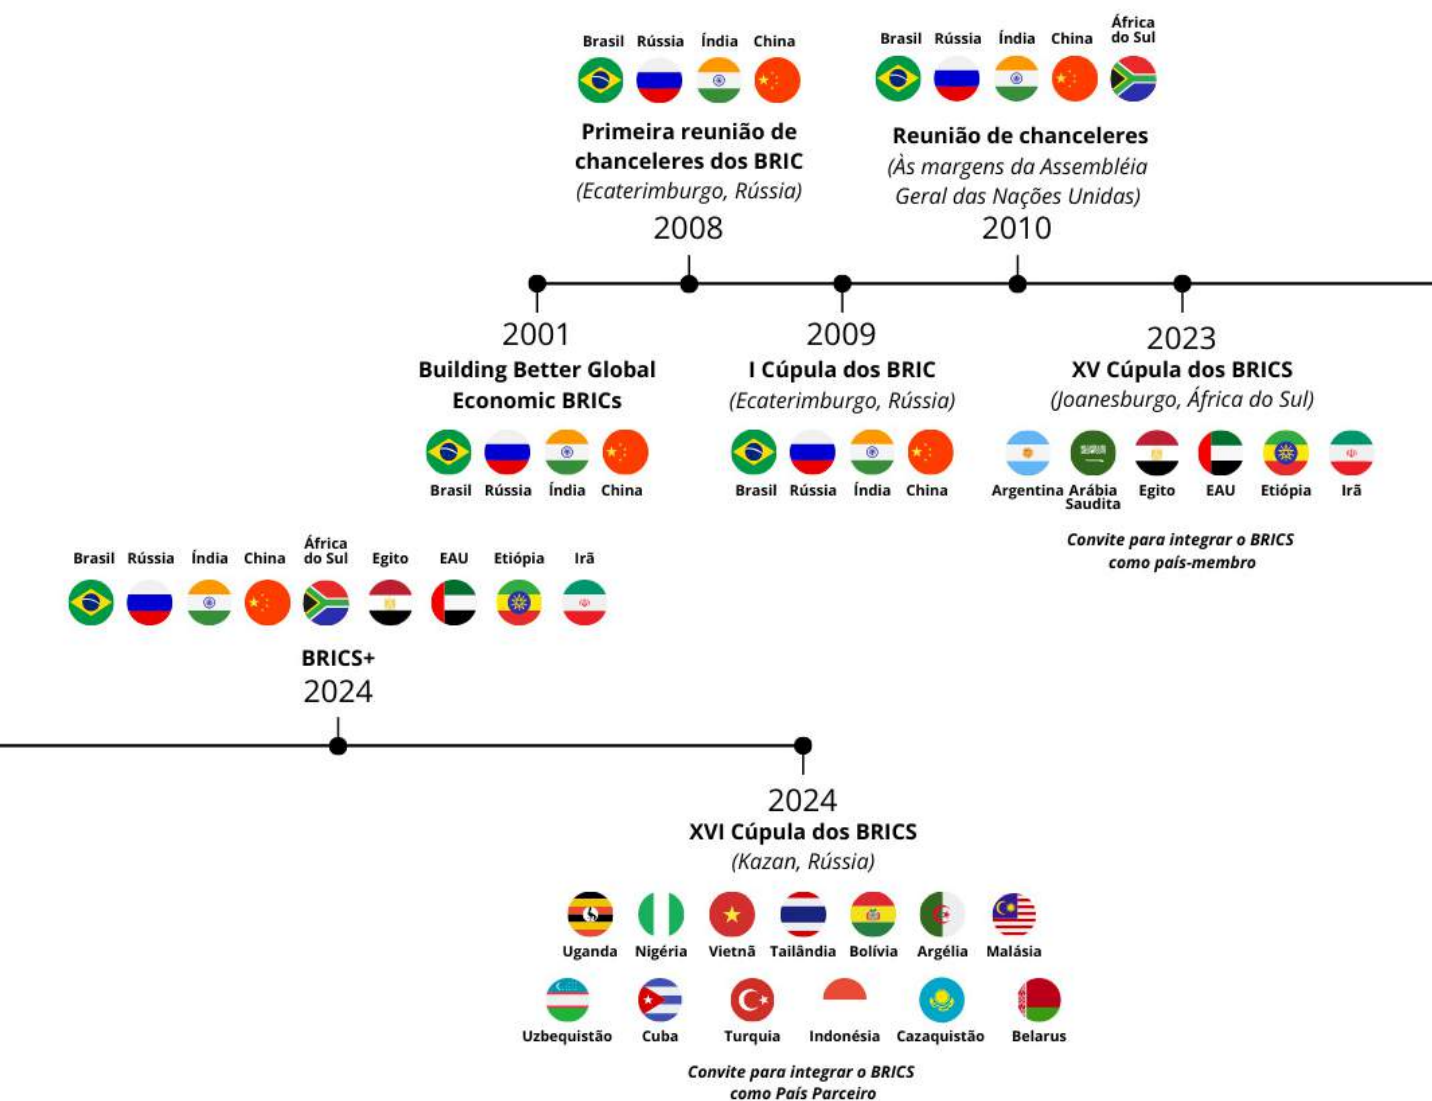 Brasil Rússia Índia China
Primeira reunião de
chanceleres dos BRIC
(Ecaterimburgo, Rússia)
2008
Brasil Rússia Índia China África
do Sul
Reunião de chanceleres
(Às margens da Assembléia
Geral das Nações Unidas)
2010
2001
Building Better Global
Economic BRICs
Brasil Rússia Índia China
2009
I Cúpula dos BRIC
(Ecaterimburgo, Rússia)
Brasil Rússia Índia China
2023
XV Cúpula dos BRICS
(Joanesburgo, África do Sul)
Argentina Arábia Egito EAU Etiópia Irã
Saudita
Convite para integrar o BRICS
como país-membro
África
Brasil Rússia Índia China do Sul Egito EAU Etiópia Irã
BRICS+
2024
2024
XVI Cúpula dos BRICS
(Kazan, Rússia)
Uganda Nigéria Vietnã Tailândia Bolívia Argélia Malásia
Uzbequistão Cuba Turquia Indonésia Cazaquistão Belarus
Convite para integrar o BRICS
como País Parceiro